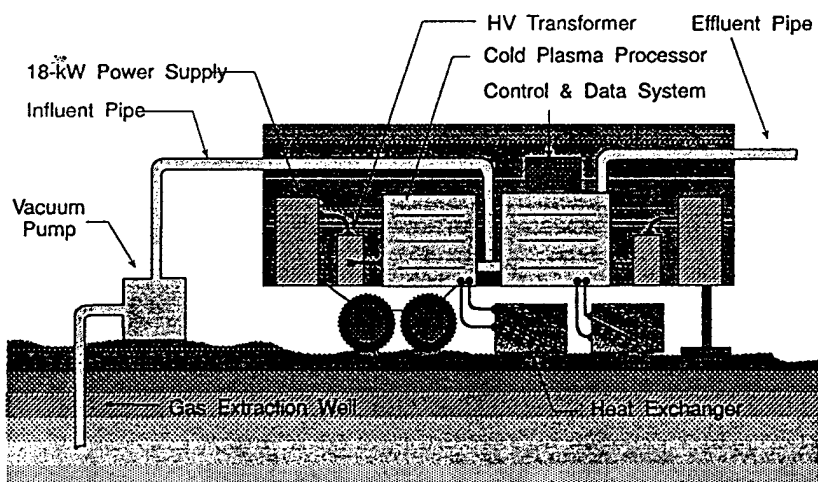 HV Transformer
Effluent Pipe
Cold Plasma Processor
18-kW Power Supply
Control & Data System
Influent Pipe
Vacuum
Pump
Gas Extraction Well
Heat Exchanger